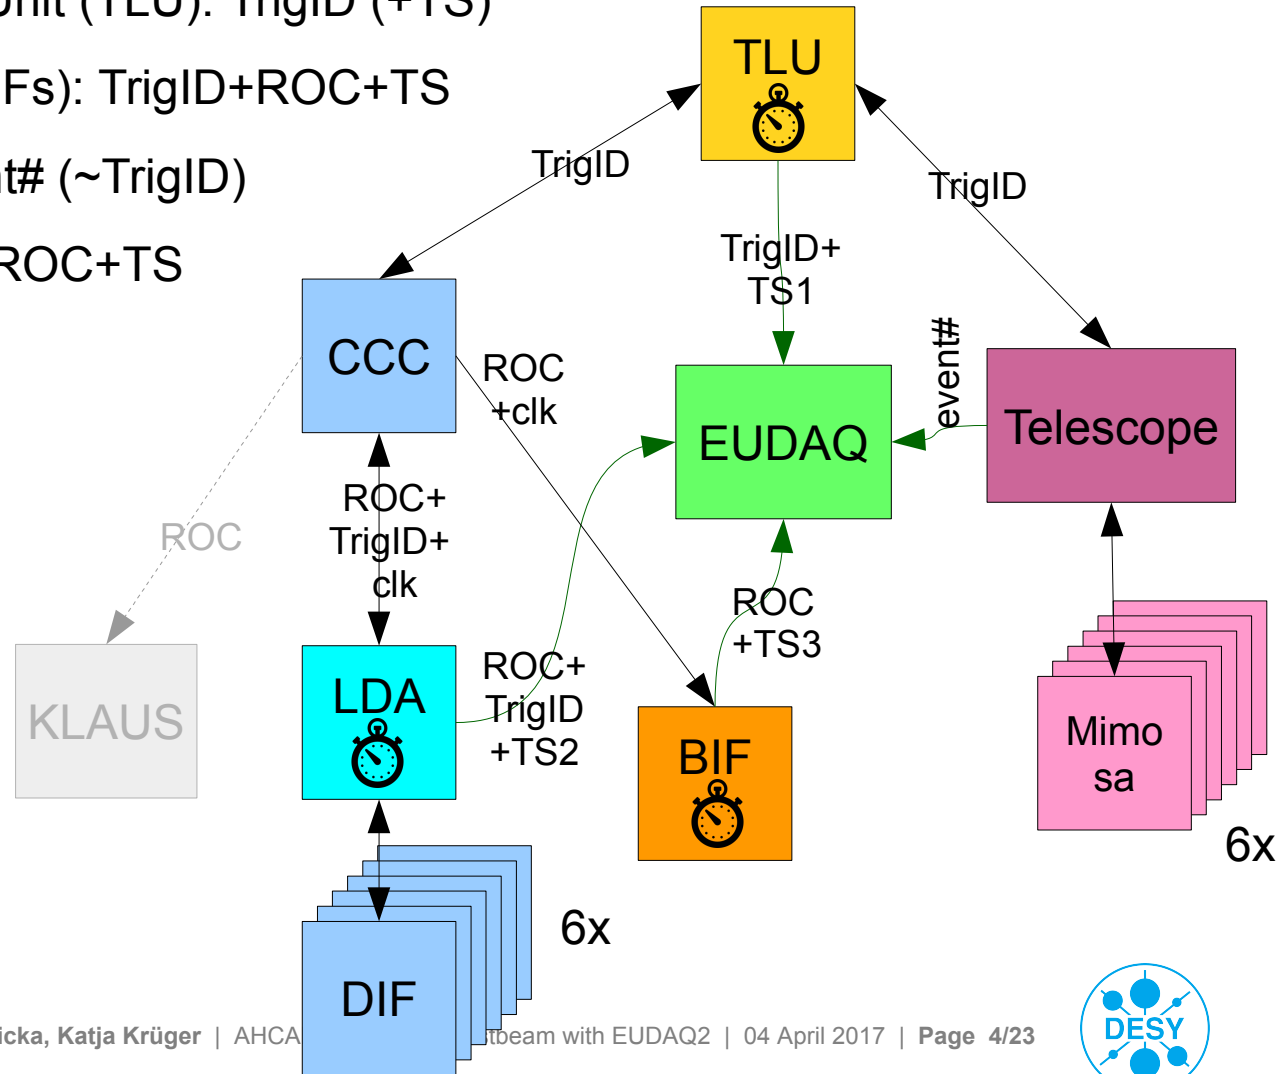 Unit (TLU): TrigID (+TS)
Fs): TrigID+ROC+TS
t# (~TrigID)
ROC+TS
TLU
TrigID
TrigID
TrigID+
TS1
CCC
ROC
+clk
event#
EUDAQ
Telescope
ROC+
TrigID+
clk
ROC
ROC
+TS3
KLAUS
LDA
ROC+
TrigID
+TS2
BIF
Mimo
sa
6x
6x
DIF
icka, Katja Krüger | AHCA
tbeam with EUDAQ2 | 04 April 2017 | Page 4/23
DESY